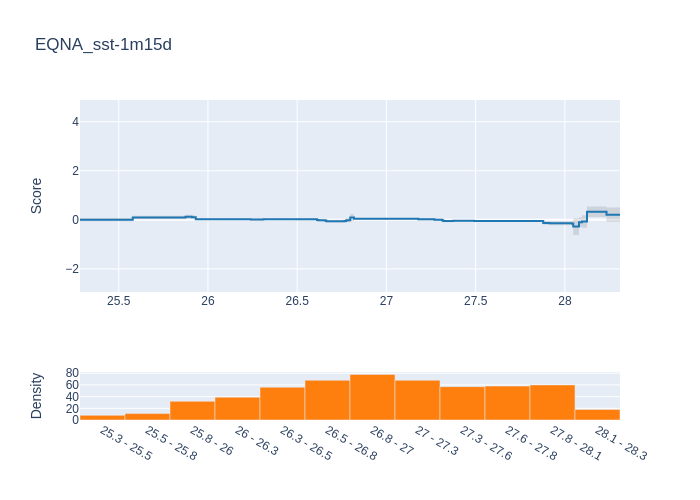 EQNA_sst-1m15d
Score
4
2
0
−2
25.5 26 26.5 27 27.5 28
Density
80
60
40
20
0
25.3 - 25.5
25.5 - 25.8
25.8 - 26
26 - 26.3
26.3 - 26.5
26.5 - 26.8
26.8 - 27
27 - 27.3
27.3 - 27.6
27.6 - 27.8
27.8 - 28.1
28.1 - 28.3